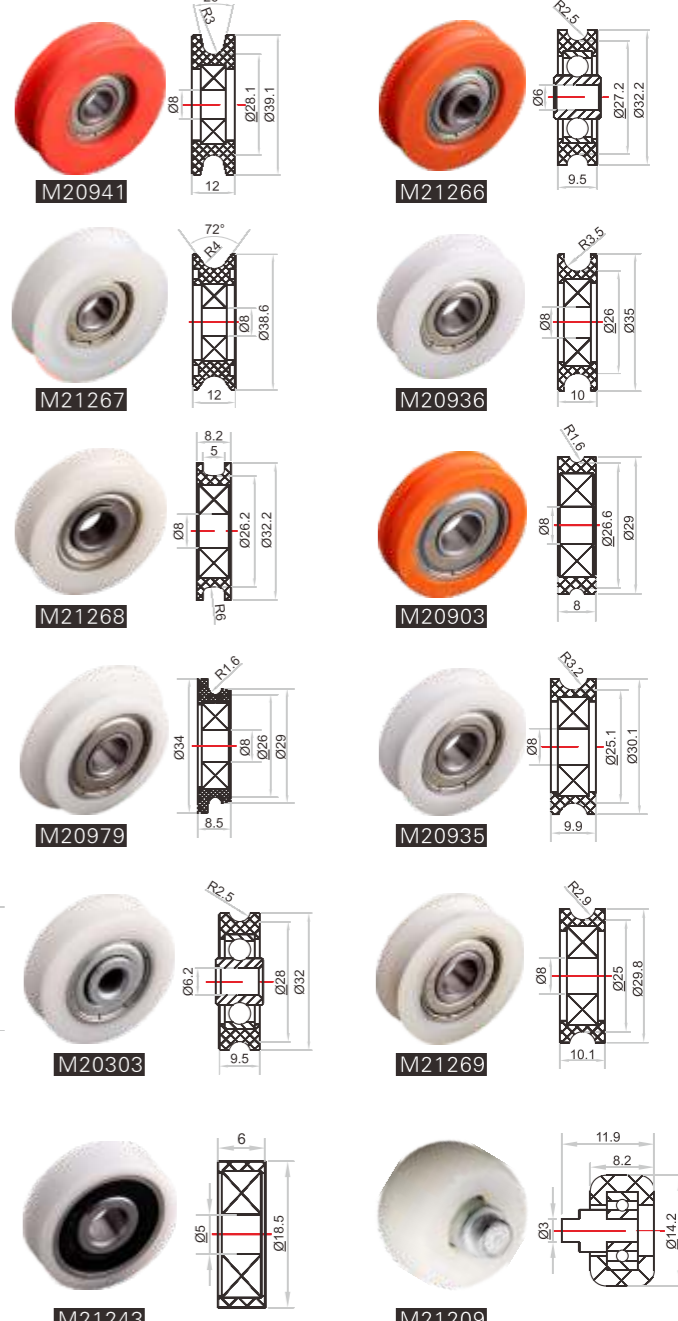 R3
Ø8
Ø28.1
Ø39.1
12
M20941
R2.5
Ø6
Ø27.2
Ø32.2
9.5
M21266
72°
R4
Ø8
Ø38.6
12
M21267
R3.5
Ø8
Ø26
Ø35
10
M20936
8.2
5
Ø8
Ø26.2
Ø32.2
R6
M21268
R1.6
Ø8
Ø26.6
Ø29
8
M20903
R1.6
Ø34
Ø8
Ø26
Ø29
8.5
M20979
R3.2
Ø8
Ø25.1
Ø30.1
9.9
M20935
R2.5
Ø6.2
Ø28
Ø32
9.5
M20303
R2.9
Ø8
Ø25
Ø29.8
10.1
M21269
6
Ø5
Ø18.5
M21243
11.9
8.2
Ø3
Ø14.2
M21209